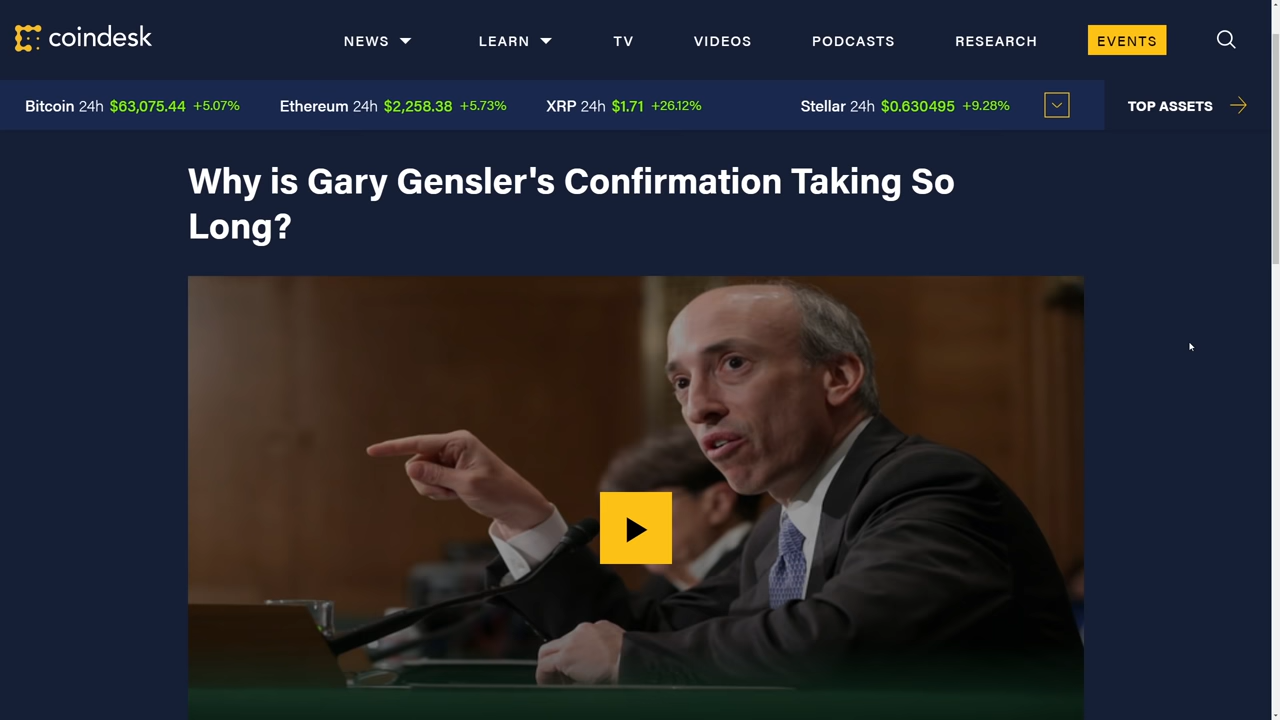 coindesk
NEWS LEARN TV VIDEOS PODCASTS RESEARCH EVENTS
Bitcoin 24h $63,075.44 +5.07% Ethereum 24h $2,258.38 +5.73% XRP 24h $1.71 +26.12% Stellar 24h $0.630495 +9.28% TOP ASSETS
Why is Gary Gensler's Confirmation Taking So
Long?